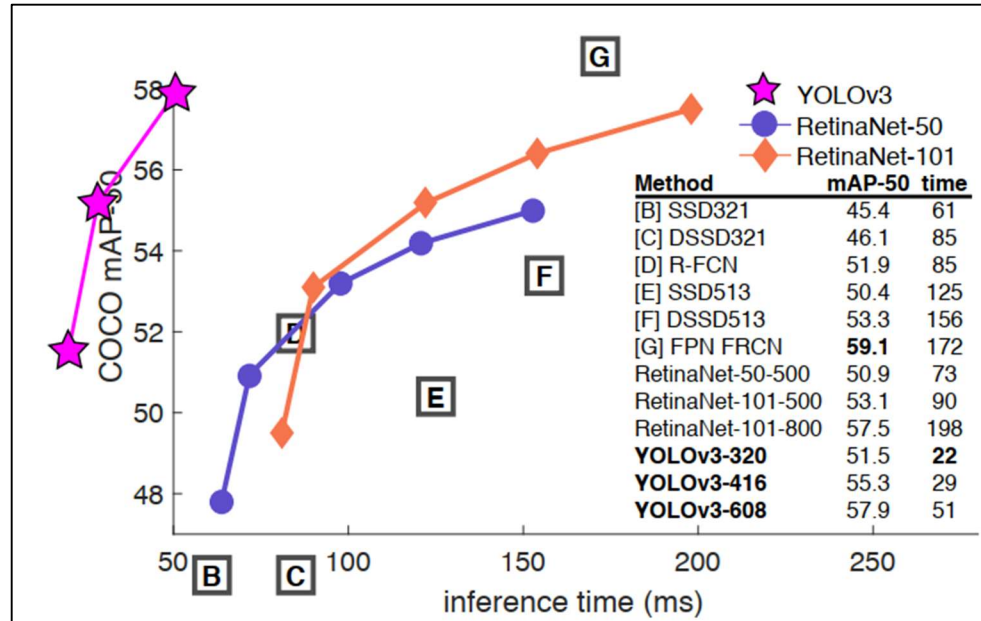 G
58
56
54
52
50
48
COCO mAP-50
D
F
E
B
C
50 100 150 200 250
inference time (ms)
YOLOv3
RetinaNet-50
RetinaNet-101
Method mAP-50 time
[B] SSD321 45.4 61
[C] DSSD321 46.1 85
[D] R-FCN 51.9 85
[E] SSD513 50.4 125
[F] DSSD513 53.3 156
[G] FPN FRCN 59.1 172
RetinaNet-50-500 50.9 73
RetinaNet-101-500 53.1 90
RetinaNet-101-800 57.5 198
YOLOv3-320 51.5 22
YOLOv3-416 55.3 29
YOLOv3-608 57.9 51